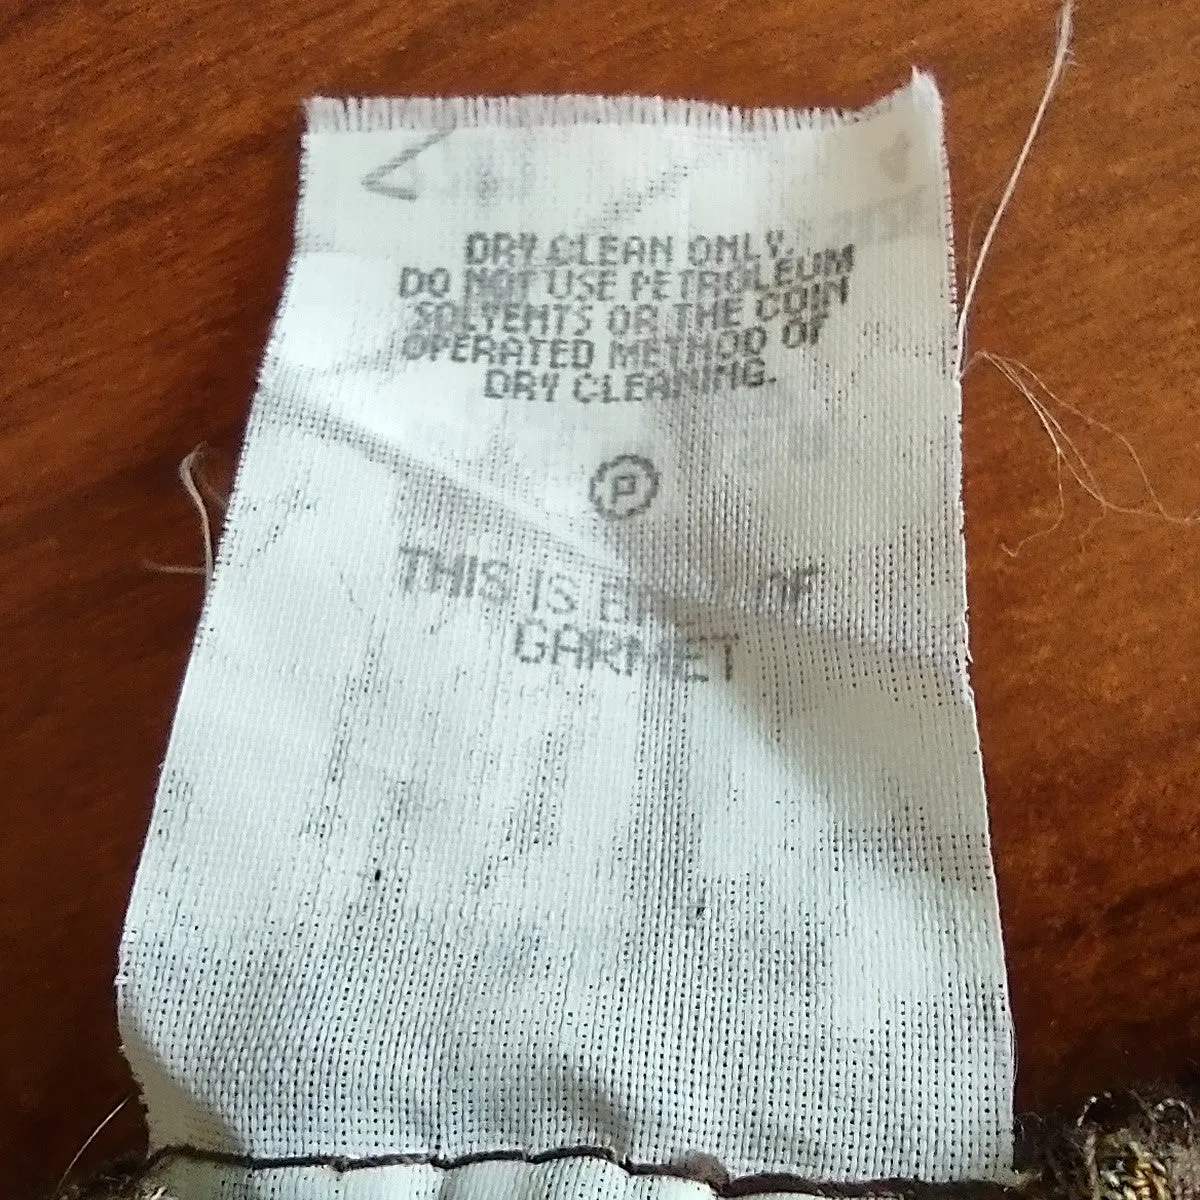 DRY CLEAN ONLY.
DO NOT USE PETROLEUM
SOLVENTS OR THE COIN
OPERATED METHOD OF
DRY CLEANING.
P
THIS IS OF
GARMET